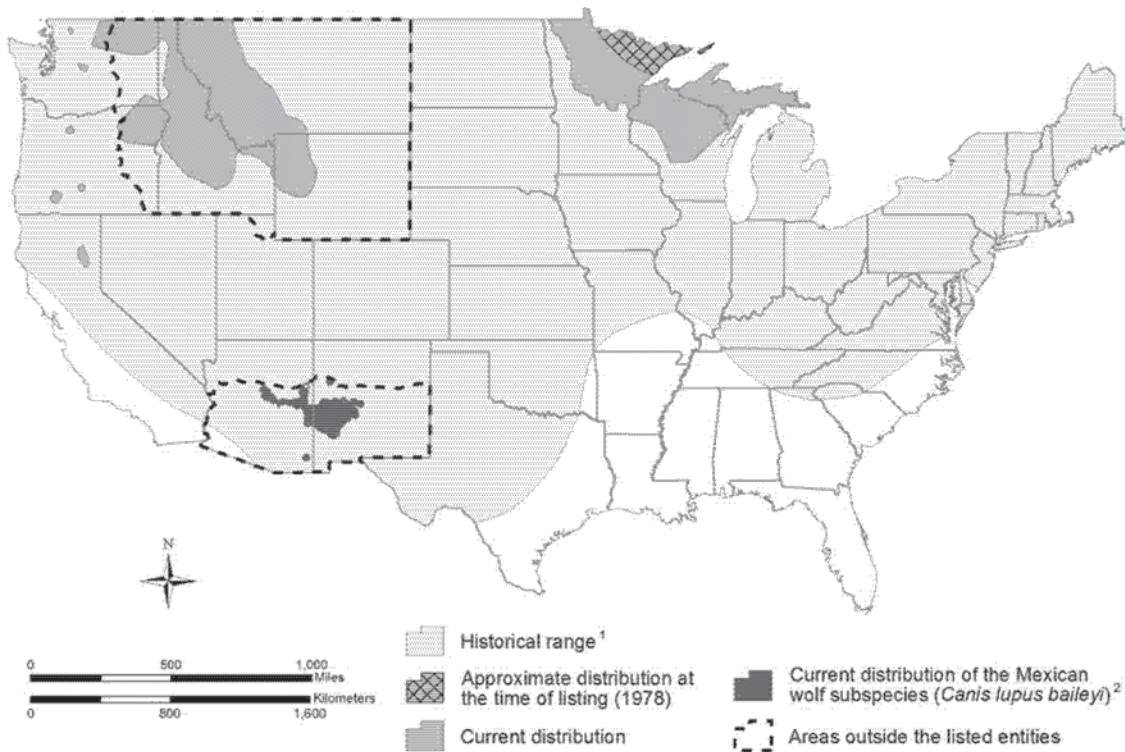 N
0 500 1,000
Miles
Kilometers
0 800 1,600
Historical range 1
Approximate distribution at
the time of listing (1978)
Current distribution
Current distribution of the Mexican
wolf subspecies (Canis lupus baileyi) 2
Areas outside the listed entities